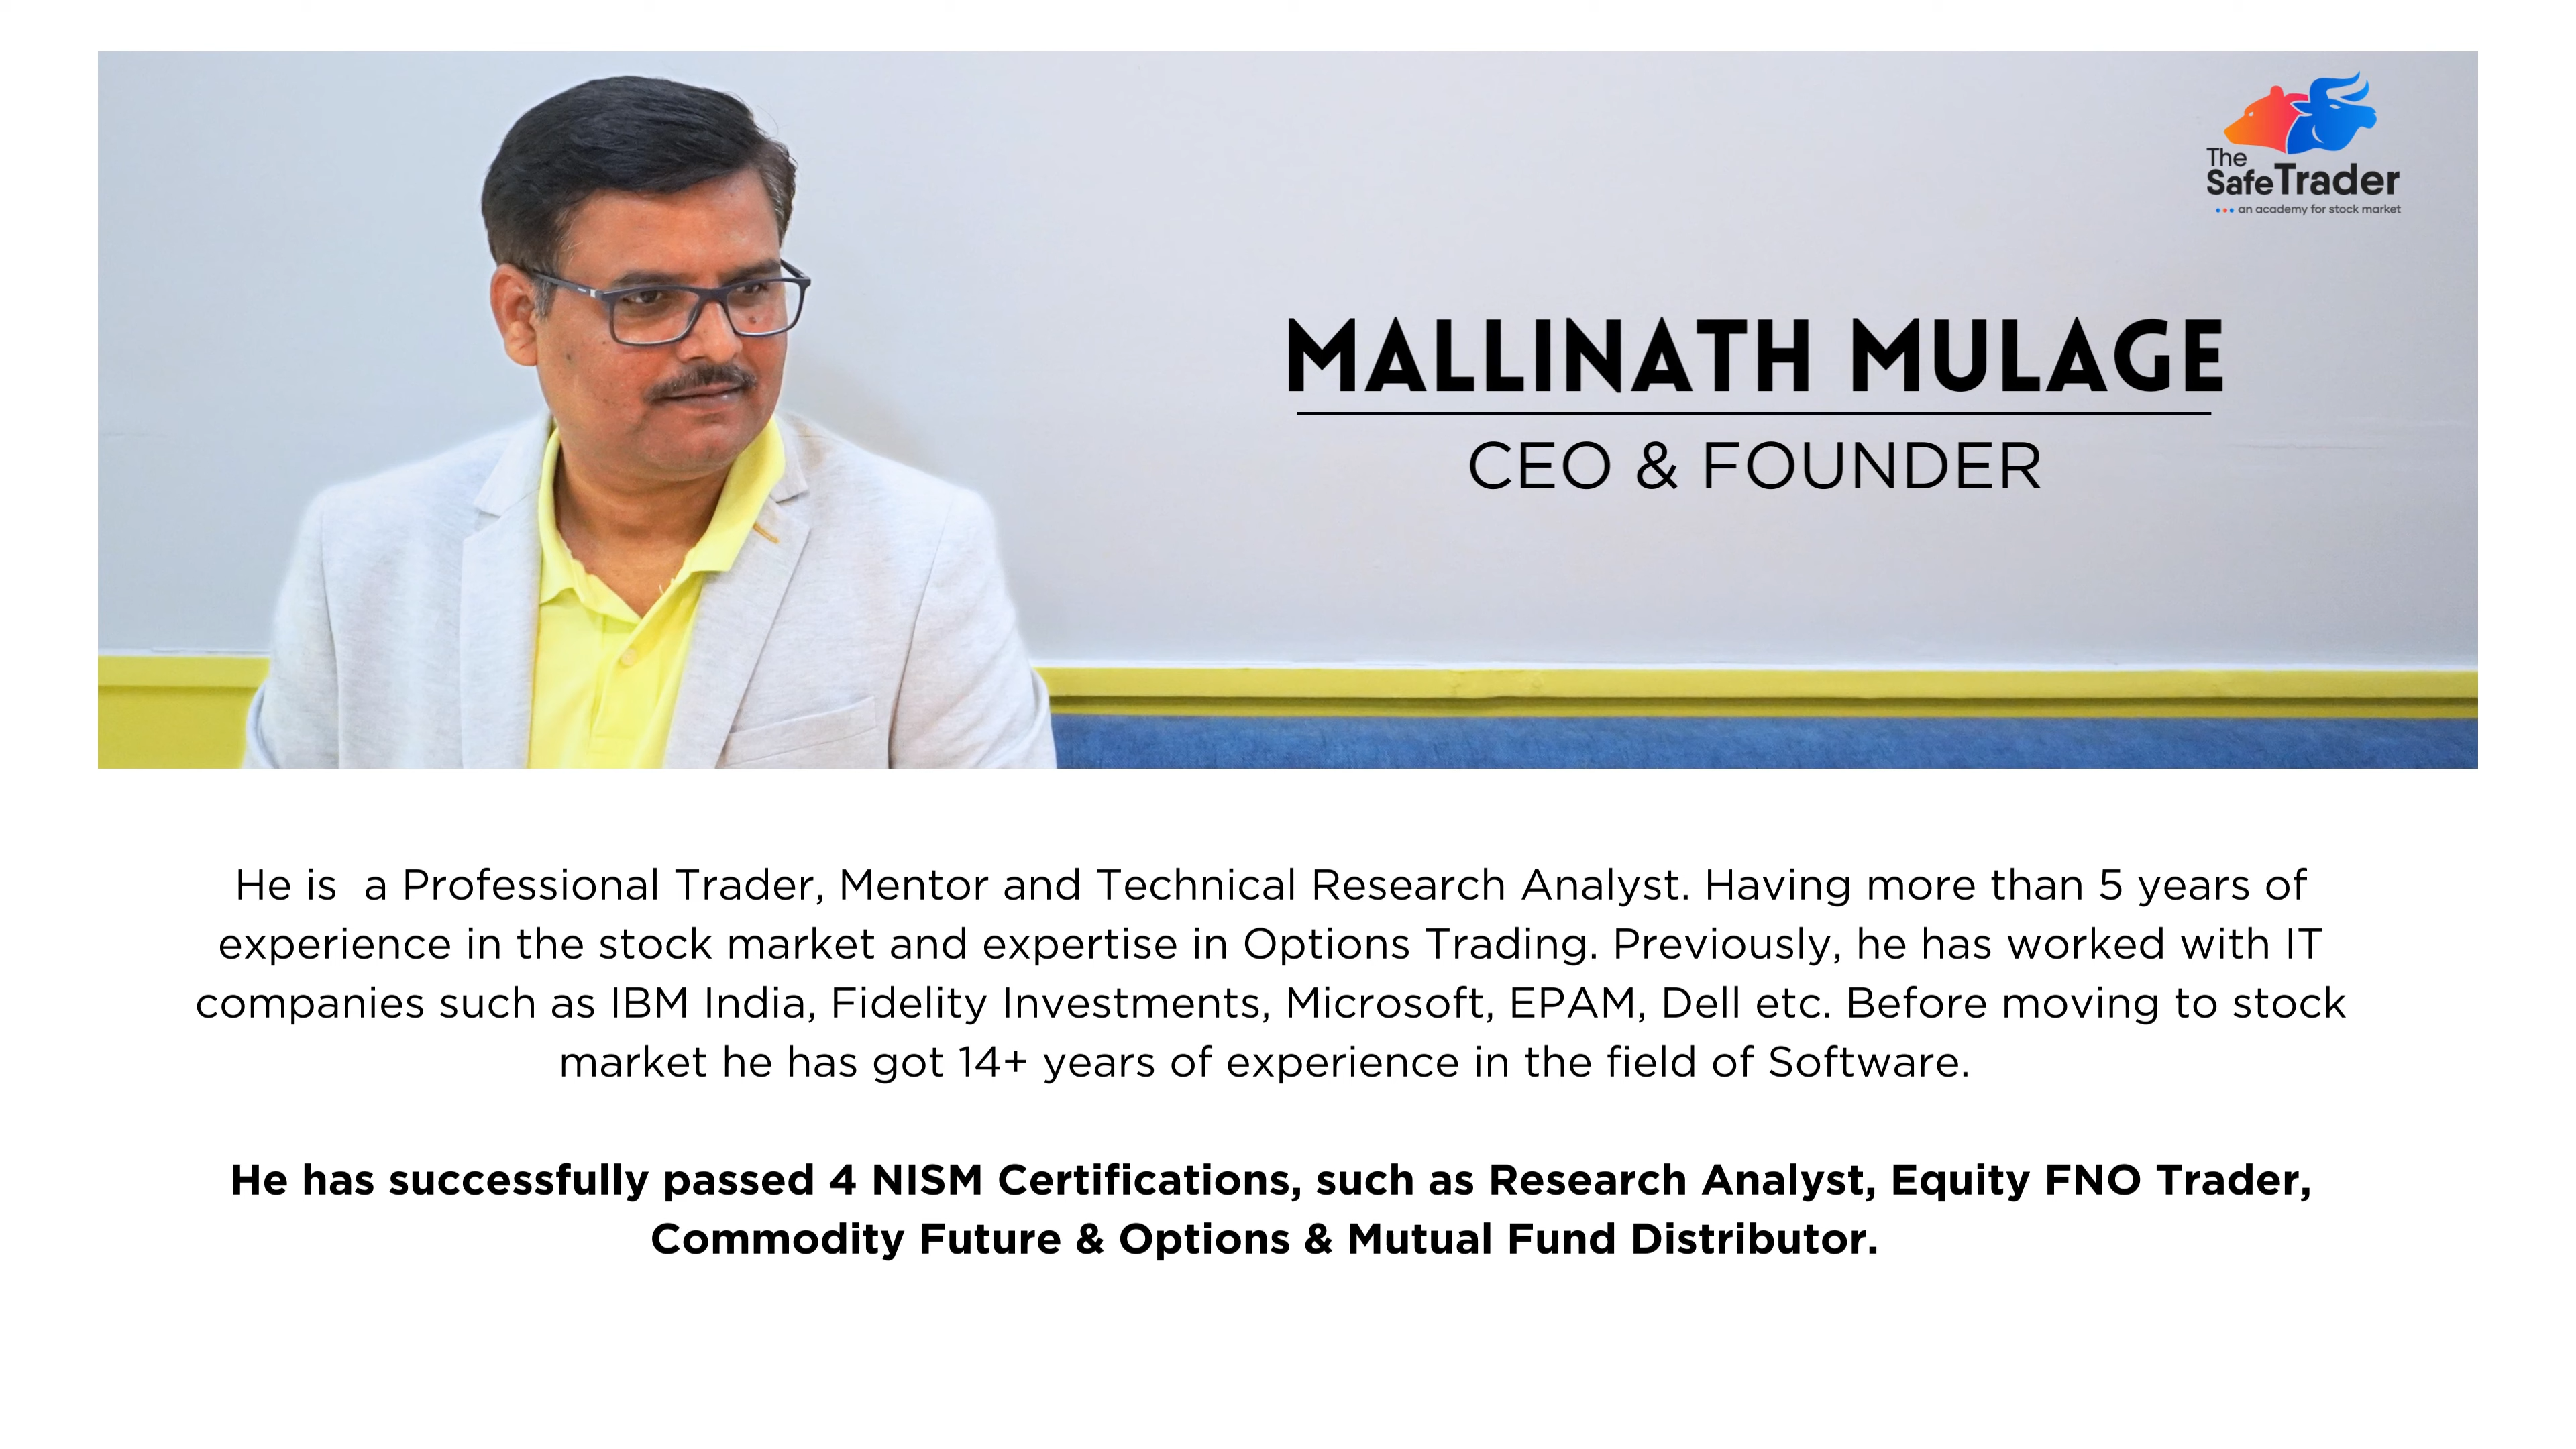 The
SafeTrader
an academy for stock market
MALLINATH MULAGE
CEO & FOUNDER
He is  a Professional Trader, Mentor and Technical Research Analyst. Having more than 5 years of
experience in the stock market and expertise in Options Trading. Previously, he has worked with IT
companies such as IBM India, Fidelity Investments, Microsoft, EPAM, Dell etc. Before moving to stock
market he has got 14+ years of experience in the field of Software.
He has successfully passed 4 NISM Certifications, such as Research Analyst, Equity FNO Trader,
Commodity Future & Options & Mutual Fund Distributor.